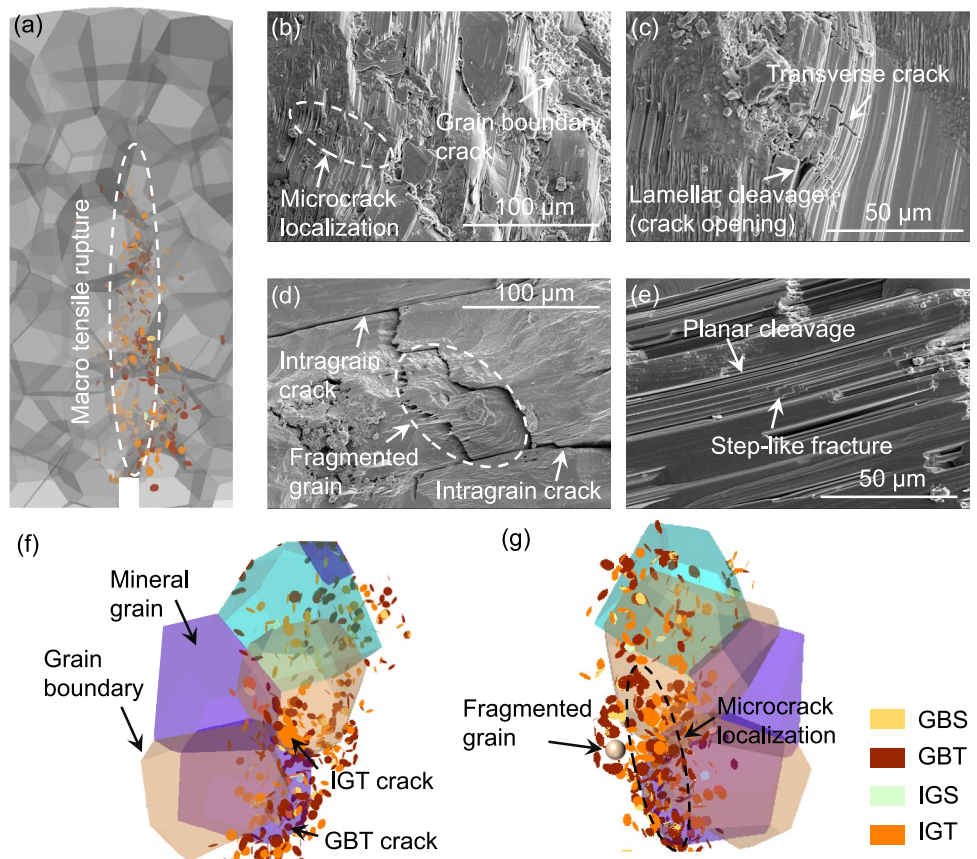 (a)
Macro tensile rupture
(b)
Grain boundary
crack
Microcrack
localization
100 μm
(c)
Transverse crack
Lamellar cleavage
(crack opening)
50 μm
(d)
100 μm
Intragrain
crack
Fragmented
grain
Intragrain crack
(e)
Planar cleavage
Step-like fracture
50 μm
(f)
Mineral
grain
Grain
boundary
IGT crack
GBT crack
(g)
Fragmented
grain
Microcrack
localization
GBS
GBT
IGS
IGT